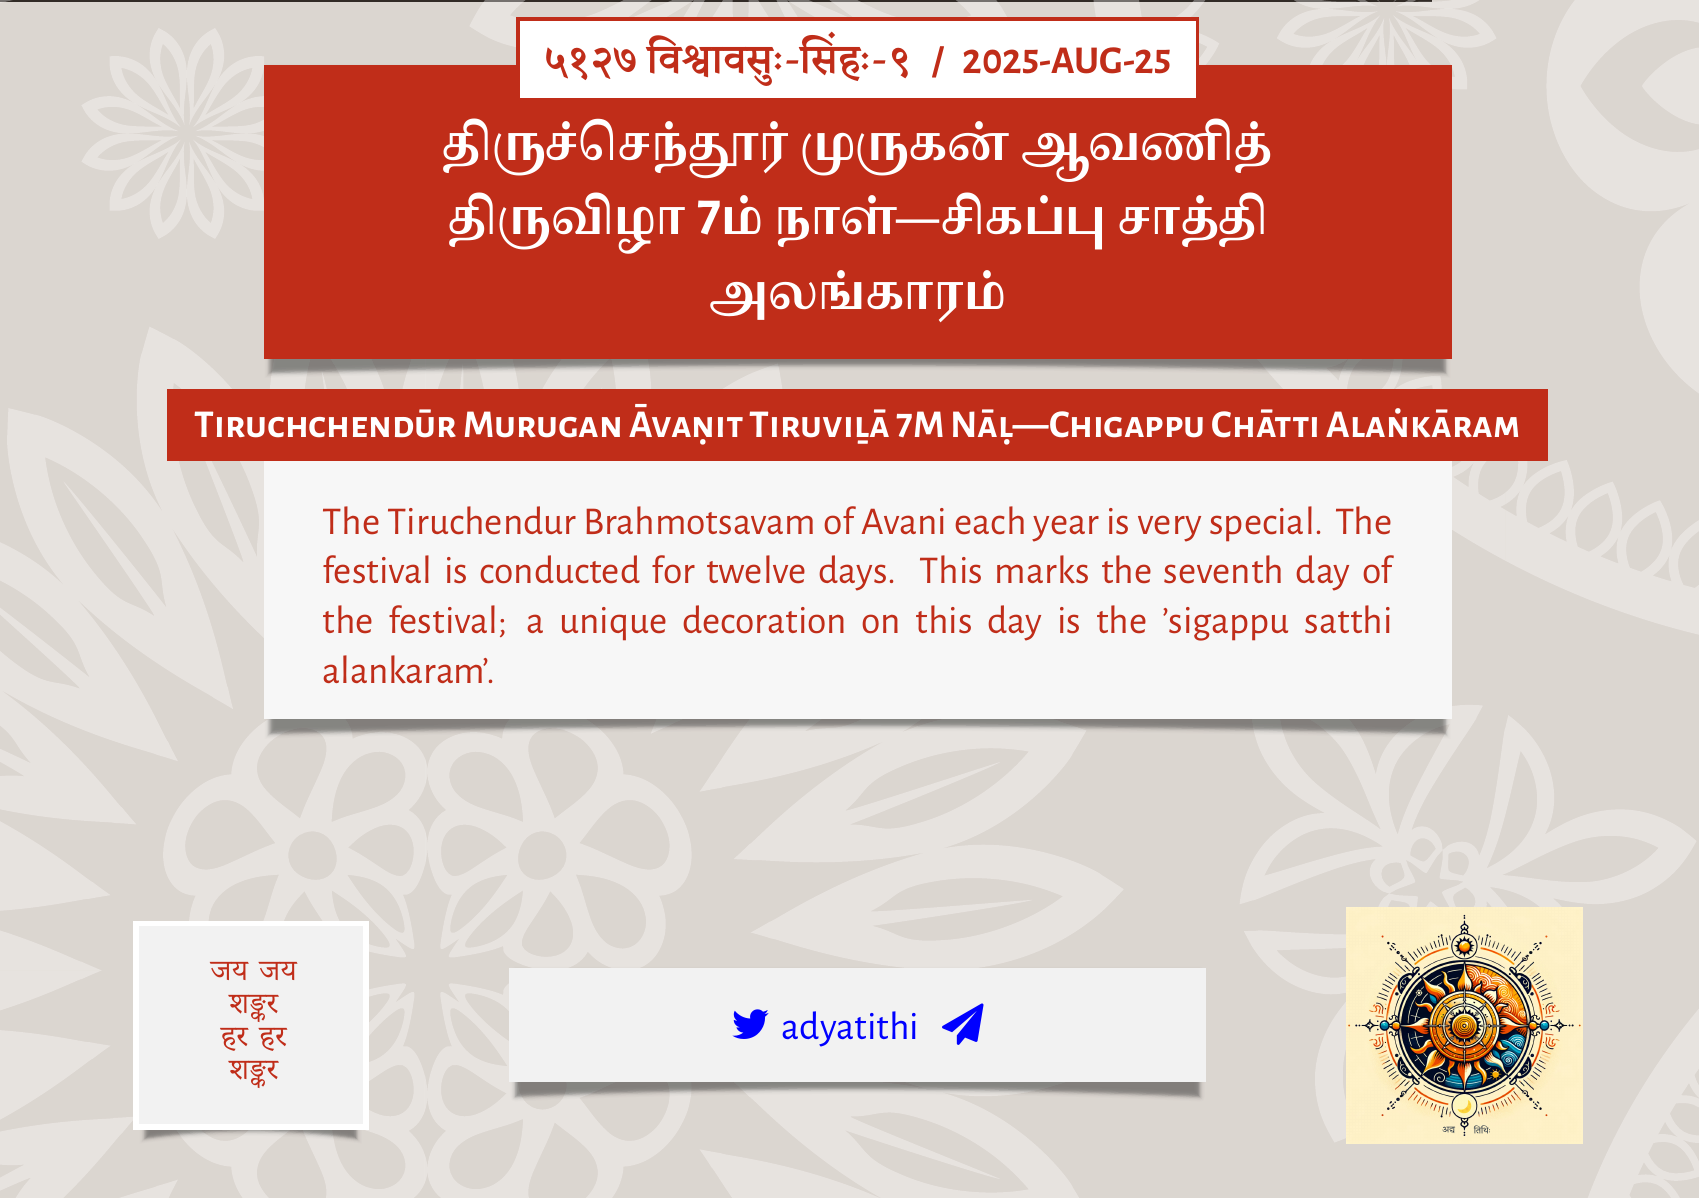 ५१२७ विश्वावसुः-सिंहः-९ / 2025-AUG-25
திருச்செந்தூர் முருகன் ஆவணித்
திருவிழா 7ம் நாள்—சிகப்பு சாத்தி
அலங்காரம்
Tiruchchendūr Murugan Āvaṇit Tiruviḻā 7m Nāḷ—Chigappu Chātti Alaṅkāram
The Tiruchendur Brahmotsavam of Avani each year is very special. The
festival is conducted for twelve days. This marks the seventh day of
the festival; a unique decoration on this day is the ’sigappu satthi
alankaram’.
जय जय
शङ्कर
हर हर
शङ्कर
adyatithi
अद्य तिथिः